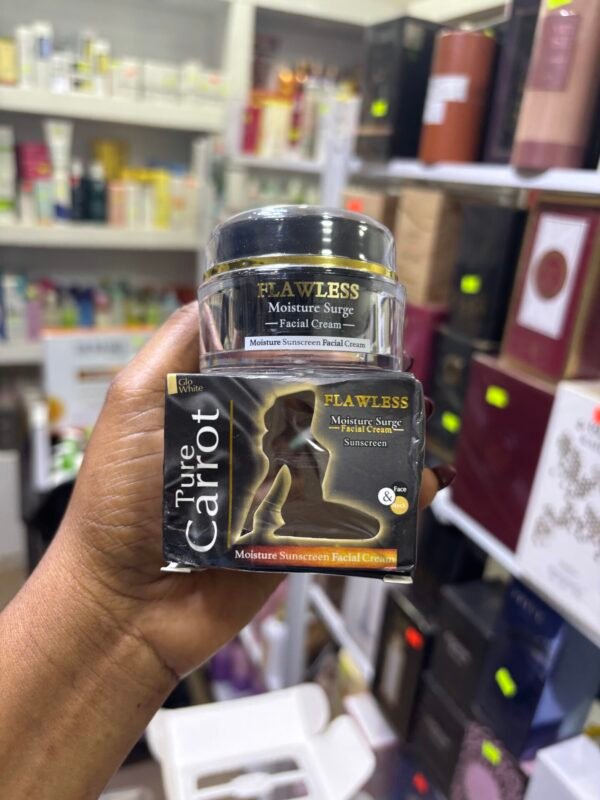 FLAWLESS
Moisture Surge
Facial Cream
Moisture Sunscreen Facial Cream
Glo
White
Ture
Carrot
FLAWLESS
Moisture Surge
Facial Cream
Sunscreen
Face
&
Moisture Sunscreen Facial Cream